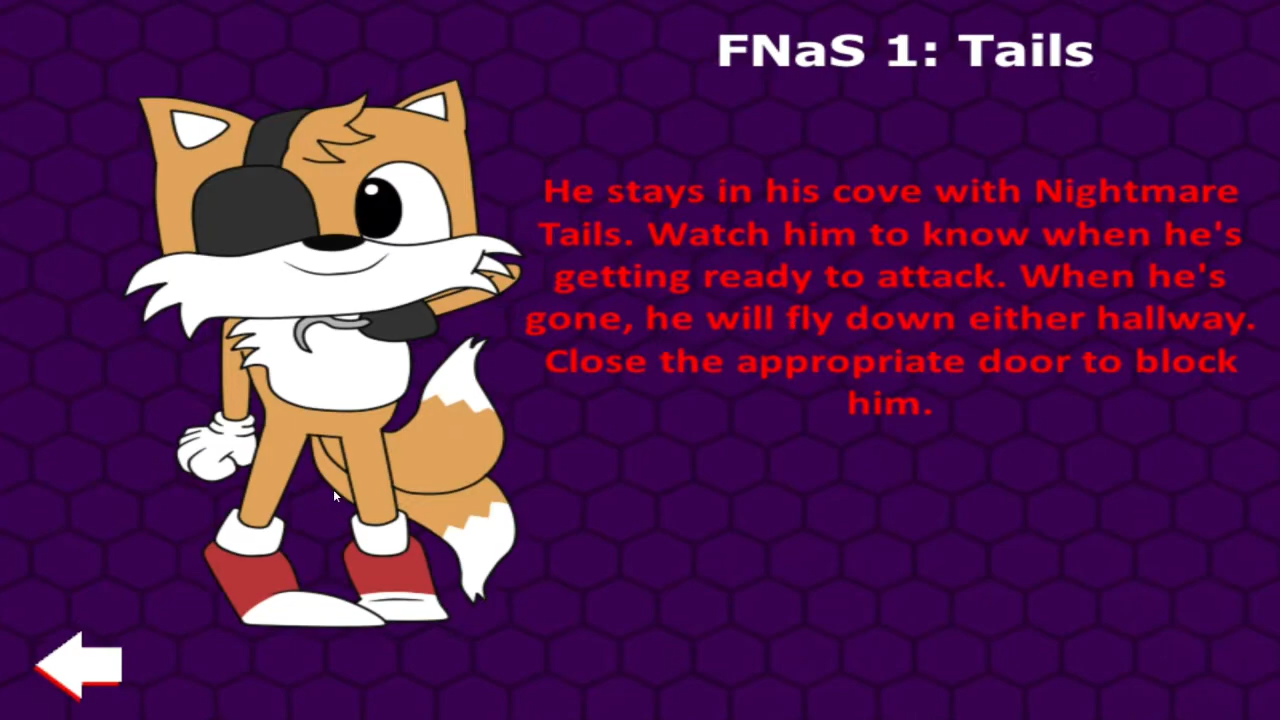 FNaS 1: Tails
He stays in his cove with Nightmare
Tails. Watch him to know when he's
getting ready to attack. When he's
gone, he will fly down either hallway.
Close the appropriate door to block
him.